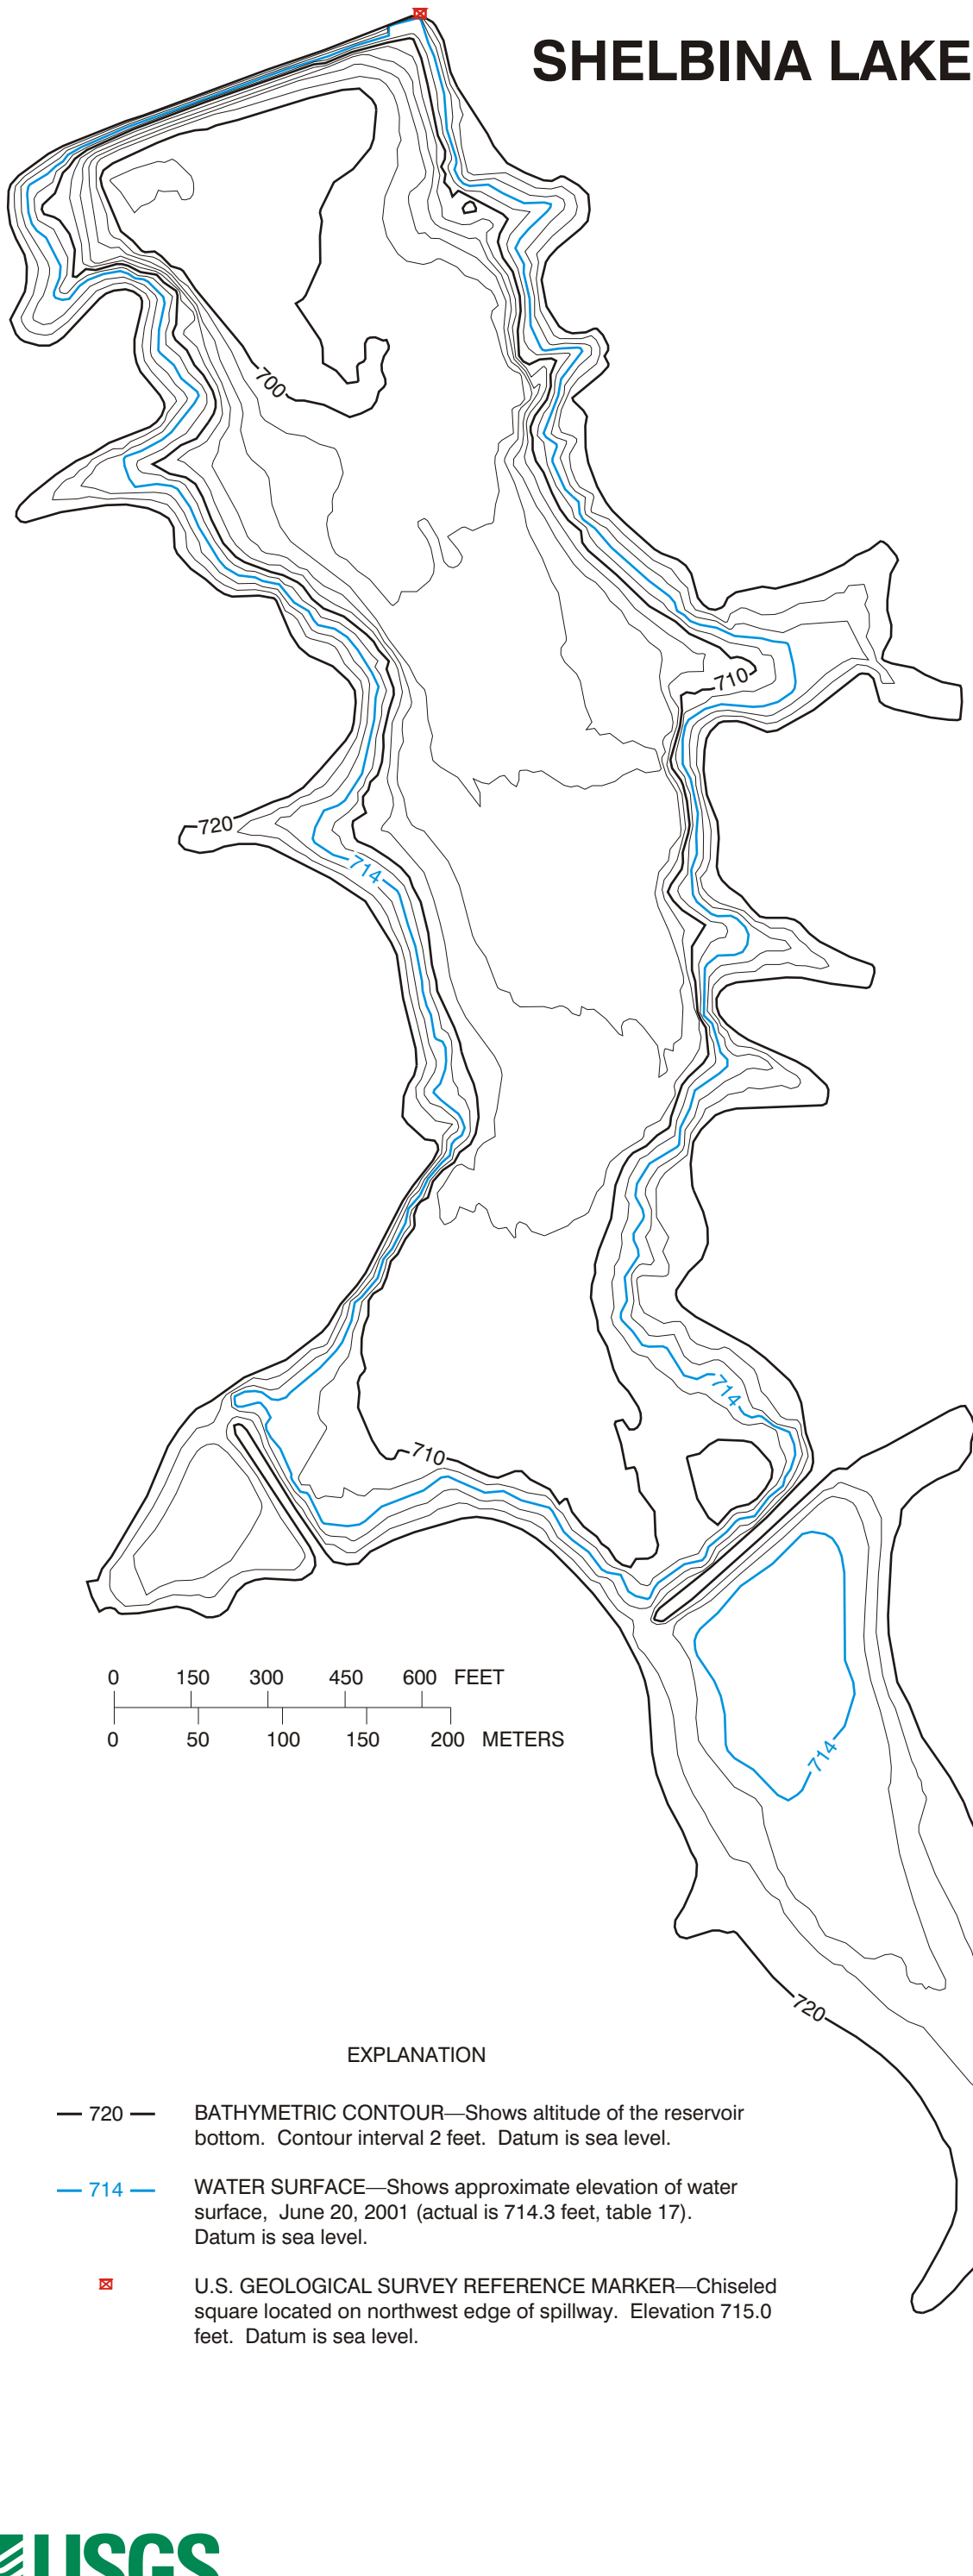 SHELBINA LAKE
700
710
720
714
714
710
714
0 150 300 450 600 FEET
0 50 100 150 200 METERS
720
EXPLANATION
720 BATHYMETRIC CONTOUR—Shows altitude of the reservoir
bottom. Contour interval 2 feet. Datum is sea level.
714 WATER SURFACE—Shows approximate elevation of water
surface, June 20, 2001 (actual is 714.3 feet, table 17).
Datum is sea level.
U.S. GEOLOGICAL SURVEY REFERENCE MARKER—Chiseled
square located on northwest edge of spillway. Elevation 715.0
feet. Datum is sea level.
USGS